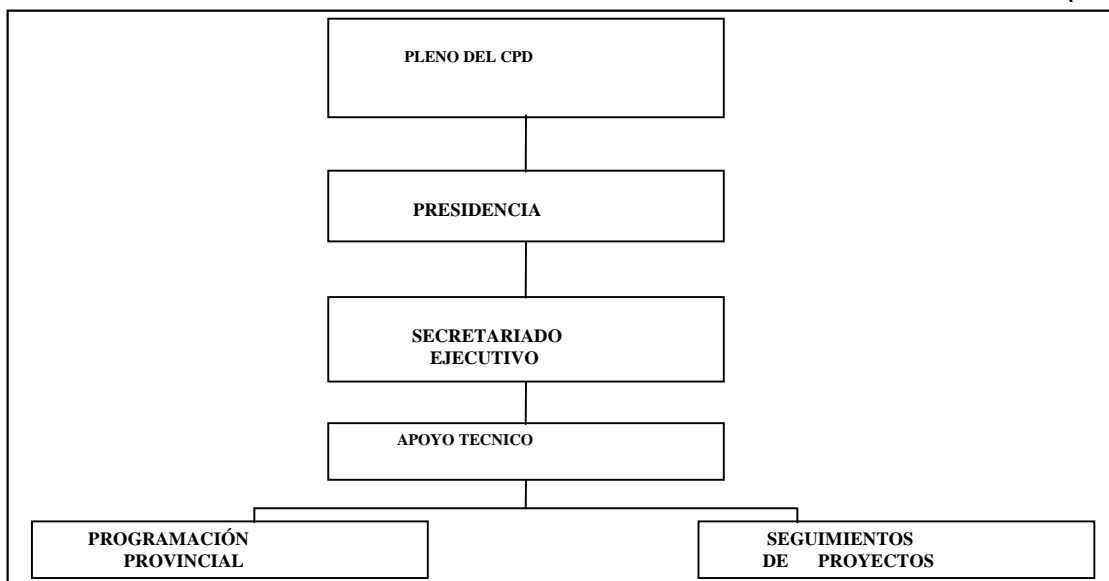 PLENO DEL CPD
PRESIDENCIA
SECRETARIADO
EJECUTIVO
APOYO TECNICO
PROGRAMACIÓN
PROVINCIAL
SEGUIMIENTOS
DE PROYECTOS